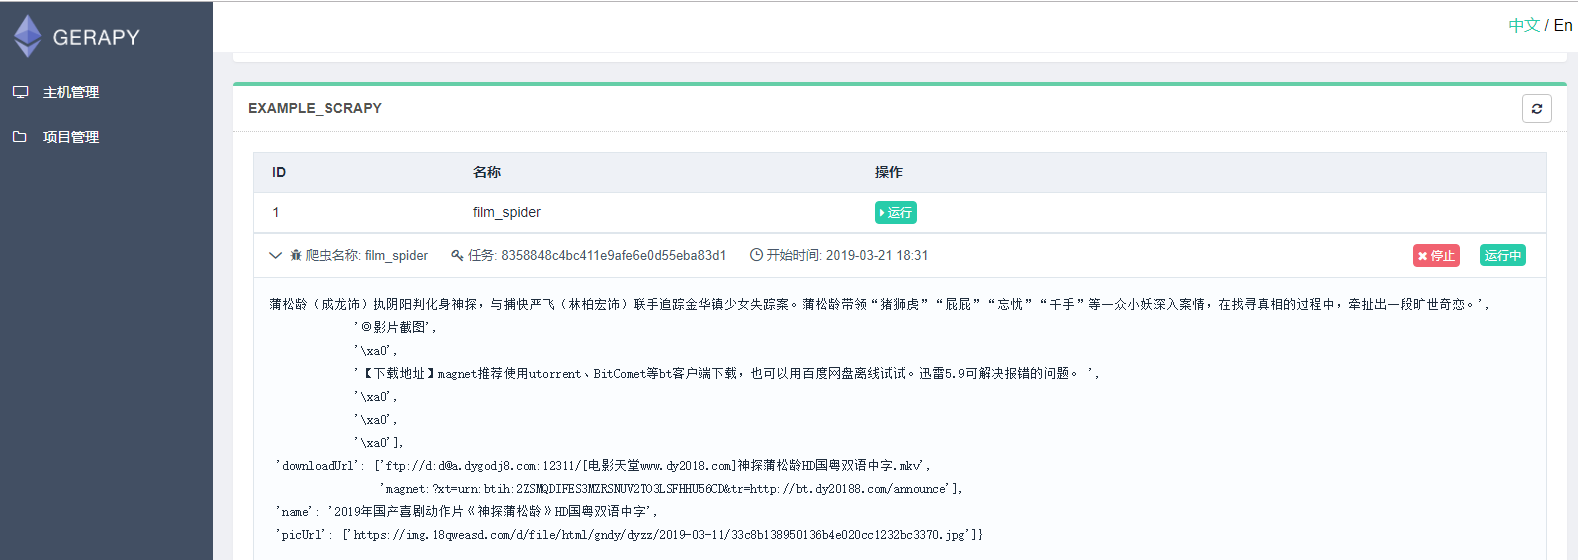 GERAPY
中文 / En
主机管理
项目管理
EXAMPLE_SCRAPY
ID 名称 操作
1 film_spider 运行
爬虫名称: film_spider 任务: 8358848c4bc411e9afe6e0d55eba83d1 开始时间: 2019-03-21 18:31 停止 运行中
蒲松龄（成龙饰）执阴阳判化身神探，与捕快严飞（林柏宏饰）联手追踪金华镇少女失踪案。蒲松龄带领“猪狮虎”“屁屁”“忘忧”“千手”等一众小妖深入案情，在找寻真相的过程中，牵扯出一段旷世奇恋。',
'◎影片截图',
'\xa0',
'【下载地址】magnet推荐使用utorrent、BitComet等bt客户端下载，也可以用百度网盘离线试试。迅雷5.9可解决报错的问题。 ',
'\xa0',
'\xa0',
'\xa0'],
'downloadUrl': ['ftp://d:d@a.dygodj8.com:12311/[电影天堂www.dy2018.com]神探蒲松龄HD国粤双语中字.mkv',
'magnet:?xt=urn:btih:2ZSMQDIFES3MZRSNUV2TO3LSFHHU56CD&tr=http://bt.dy20188.com/announce'],
'name': '2019年国产喜剧动作片《神探蒲松龄》HD国粤双语中字',
'picUrl': ['https://img.18qweasd.com/d/file/html/gndy/dyzz/2019-03-11/33c8b138950136b4e020cc1232bc3370.jpg']}